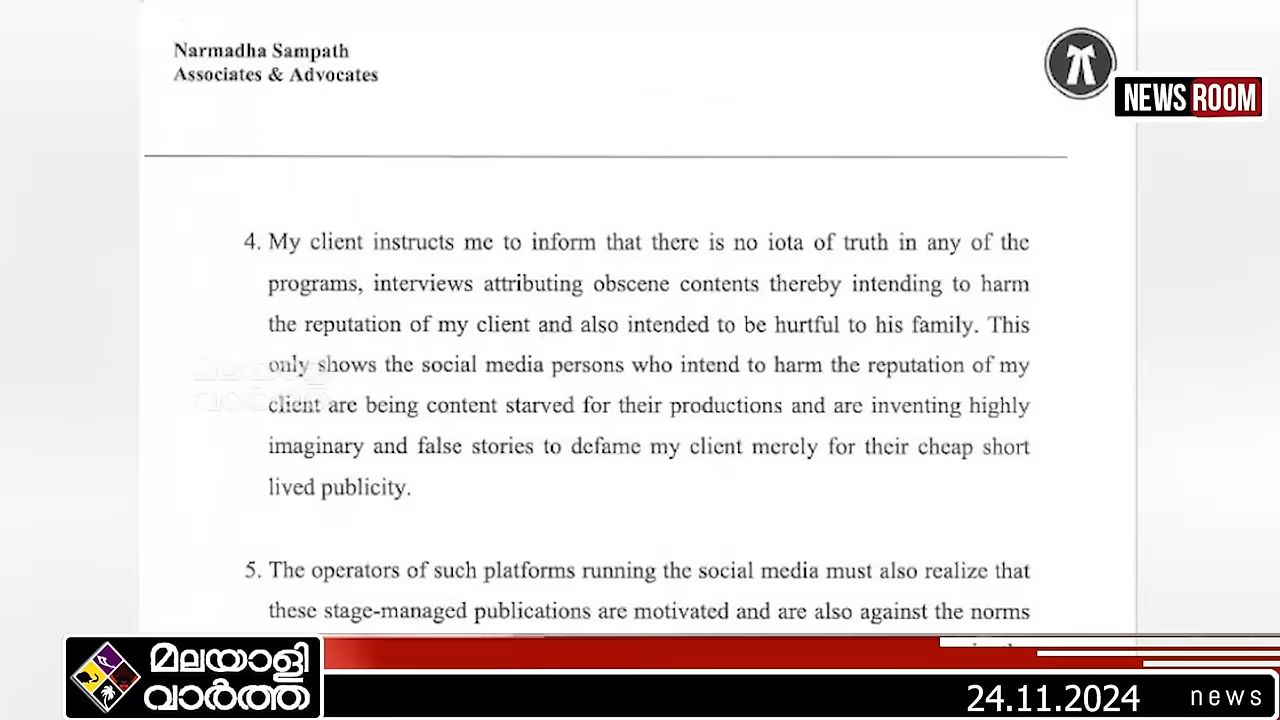 Narmadha Sampath
Associates & Advocates
NEWS ROOM
4. My client instructs me to inform that there is no iota of truth in any of the
programs, interviews attributing obscene contents thereby intending to harm
the reputation of my client and also intended to be hurtful to his family. This
only shows the social media persons who intend to harm the reputation of my
client are being content starved for their productions and are inventing highly
imaginary and false stories to defame my client merely for their cheap short
lived publicity.
5. The operators of such platforms running the social media must also realize that
these stage-managed publications are motivated and are also against the norms
മലയാളി
വാർത്ത
24.11.2024
news